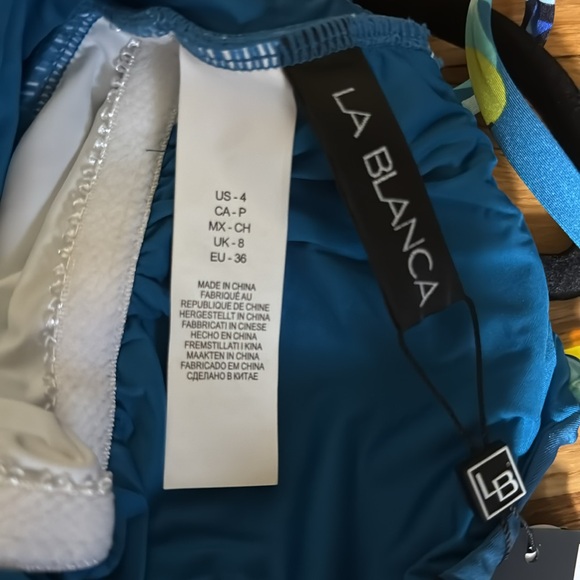 US - 4
CA - P
MX - CH
UK - 8
EU - 36
MADE IN CHINA
FABRIQUÉ AU
REPUBLIQUE DE CHINE
HERGESTELLT IN CHINA
FABBRICATI IN CINESE
HECHO EN CHINA
FREMSTILLATI I KINA
MAAKTEN IN CHINA
FABRICADO EM CHINA
СДЕЛАНО В КИТАЕ
LA BLANCA
LB